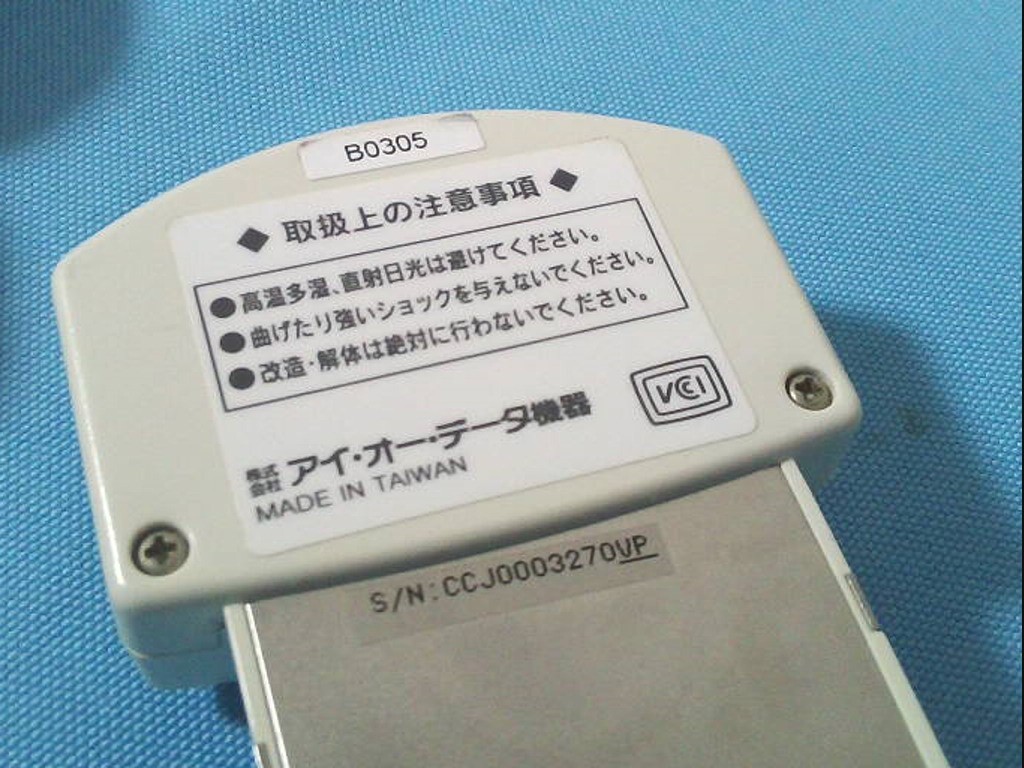 B0305
◆ 取扱上の注意事項 ◆
●高温多湿、直射日光は避けてください。
●曲げたり強いショックを与えないでください。
●改造・解体は絶対に行わないでください。
VCCI
株式会社 アイ・オー・データ機器
MADE IN TAIWAN
S/N:CCJ0003270VP